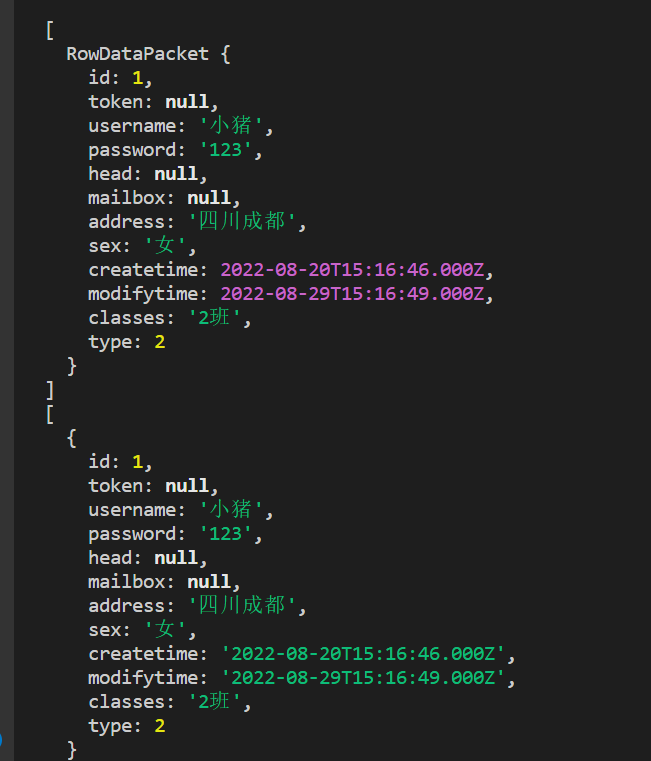 [
  RowDataPacket {
    id: 1,
    token: null,
    username: '小猪',
    password: '123',
    head: null,
    mailbox: null,
    address: '四川成都',
    sex: '女',
    createtime: 2022-08-20T15:16:46.000Z,
    modifytime: 2022-08-29T15:16:49.000Z,
    classes: '2班',
    type: 2
  }
]
[
  {
    id: 1,
    token: null,
    username: '小猪',
    password: '123',
    head: null,
    mailbox: null,
    address: '四川成都',
    sex: '女',
    createtime: '2022-08-20T15:16:46.000Z',
    modifytime: '2022-08-29T15:16:49.000Z',
    classes: '2班',
    type: 2
  }